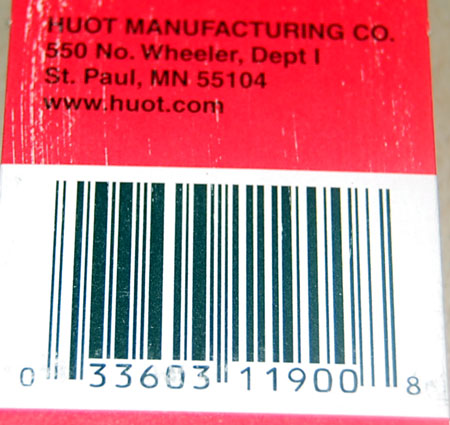 HUOT MANUFACTURING CO.
550 No. Wheeler, Dept I
St. Paul, MN 55104
www.huot.com
0 33603 11900 8